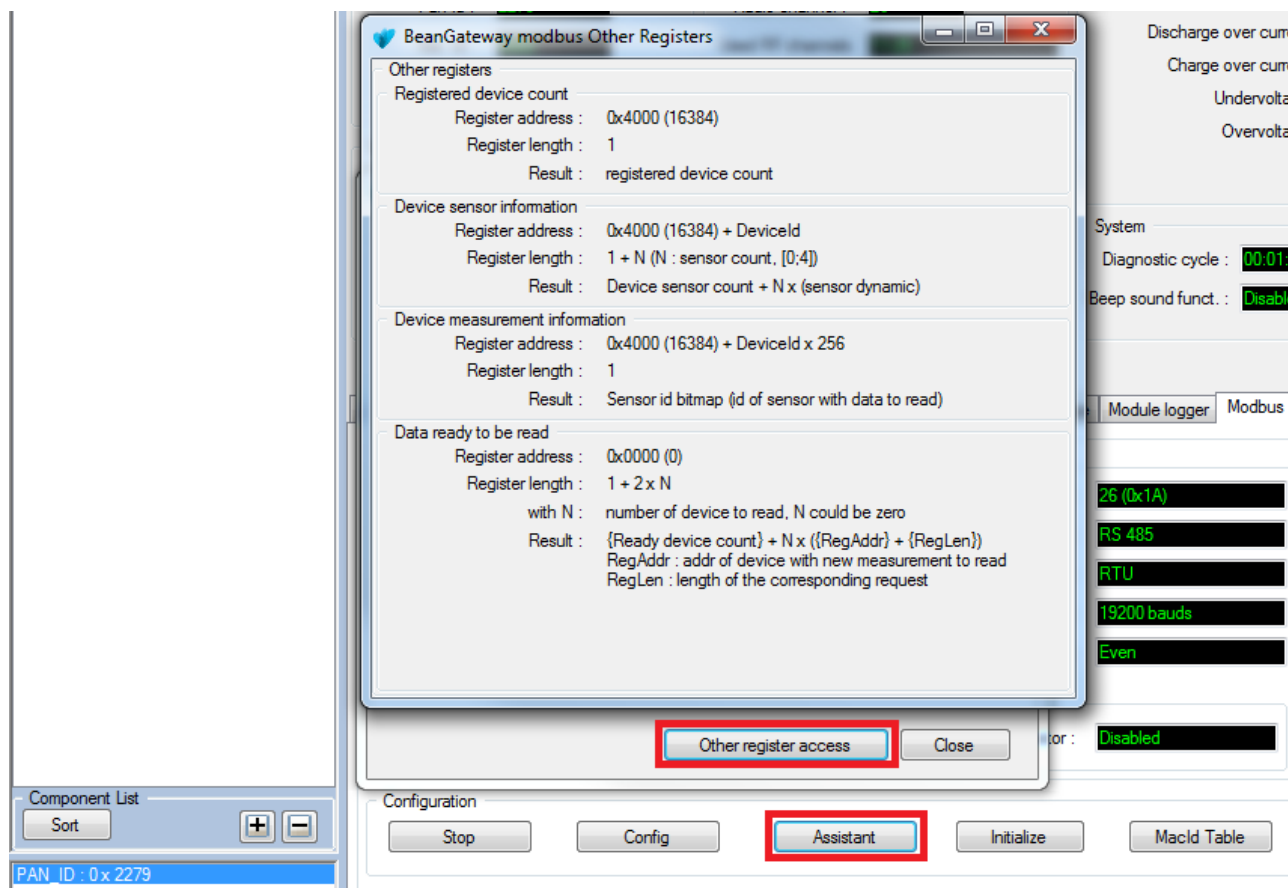 BeanGateway modbus Other Registers
Other registers
Registered device count
Register address : 0x4000 (16384)
Register length : 1
Result : registered device count
Device sensor information
Register address : 0x4000 (16384) + DeviceId
Register length : 1 + N (N : sensor count, [0;4])
Result : Device sensor count + N x (sensor dynamic)
Device measurement information
Register address : 0x4000 (16384) + DeviceId x 256
Register length : 1
Result : Sensor id bitmap (id of sensor with data to read)
Data ready to be read
Register address : 0x0000 (0)
Register length : 1 + 2 x N
with N : number of device to read, N could be zero
Result : {Ready device count} + N x ({RegAddr} + {RegLen})
RegAddr : addr of device with new measurement to read
RegLen : length of the corresponding request
Other register access
Close
Discharge over curre
Charge over curre
Undervolta
Overvolta
System
Diagnostic cycle : 00:01:
Beep sound funct. : Disable
Module logger
Modbus
26 (0x1A)
RS 485
RTU
19200 bauds
Even
tor : Disabled
Component List
Sort
+
-
PAN_ID : 0 x 2279
Configuration
Stop
Config
Assistant
Initialize
MacId Table